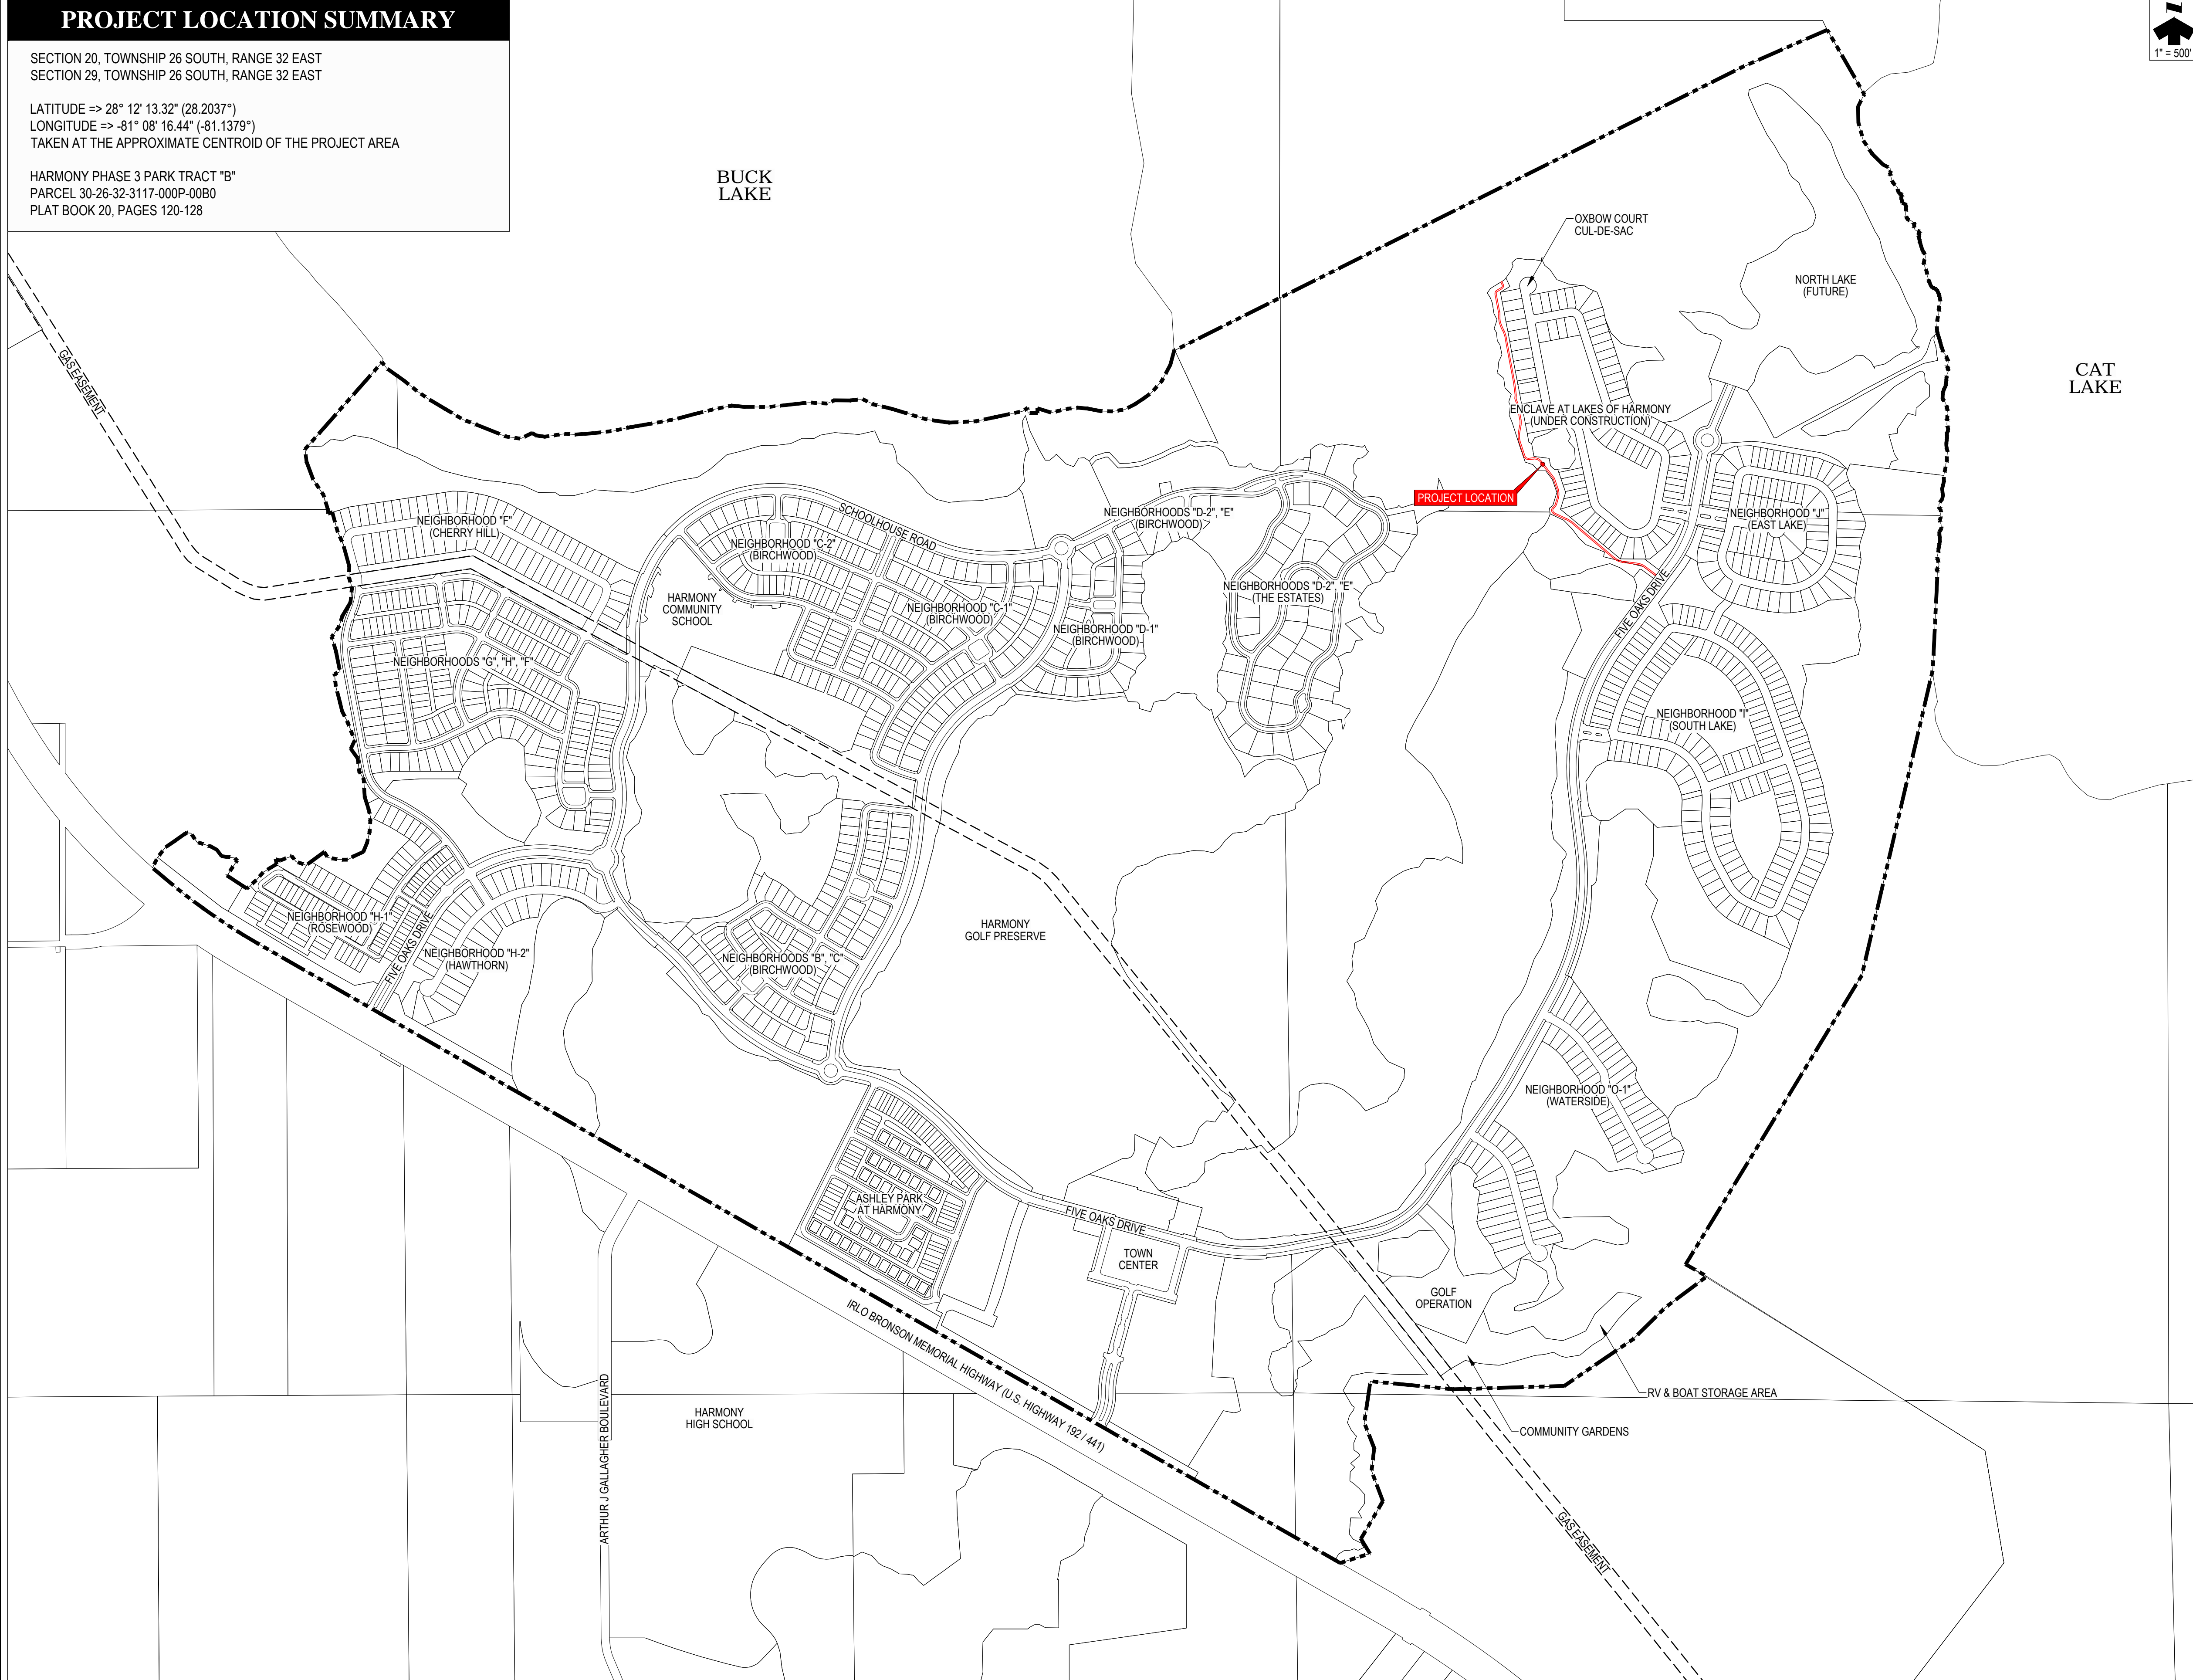 PROJECT LOCATION SUMMARY
SECTION 20, TOWNSHIP 26 SOUTH, RANGE 32 EAST
SECTION 29, TOWNSHIP 26 SOUTH, RANGE 32 EAST
LATITUDE => 28° 12' 13.32" (28.2037°)
LONGITUDE => -81° 08' 16.44" (-81.1379°)
TAKEN AT THE APPROXIMATE CENTROID OF THE PROJECT AREA
HARMONY PHASE 3 PARK TRACT "B"
PARCEL 30-26-32-3117-000P-00B0
PLAT BOOK 20, PAGES 120-128
1" = 500'
BUCK
LAKE
OXBOW COURT
CUL-DE-SAC
NORTH LAKE
(FUTURE)
CAT
LAKE
GAS EASEMENT
ENCLAVE AT LAKES OF HARMONY
(UNDER CONSTRUCTION)
PROJECT LOCATION
NEIGHBORHOOD "F"
(CHERRY HILL)
SCHOOLHOUSE ROAD
NEIGHBORHOOD "C-2"
(BIRCHWOOD)
NEIGHBORHOODS "D-2", "E"
(BIRCHWOOD)
NEIGHBORHOOD "J"
(EAST LAKE)
HARMONY
COMMUNITY
SCHOOL
NEIGHBORHOOD "C-1"
(BIRCHWOOD)
NEIGHBORHOOD "D-1"
(BIRCHWOOD)
NEIGHBORHOODS "D-2", "E"
(THE ESTATES)
FIVE OAKS DRIVE
NEIGHBORHOODS "G", "H", "F"
NEIGHBORHOOD "I"
(SOUTH LAKE)
NEIGHBORHOOD "H-1"
(ROSEWOOD)
FIVE OAKS DRIVE
NEIGHBORHOOD "H-2"
(HAWTHORN)
NEIGHBORHOODS "B", "C"
(BIRCHWOOD)
HARMONY
GOLF PRESERVE
NEIGHBORHOOD "O-1"
(WATERSIDE)
ASHLEY PARK
AT HARMONY
FIVE OAKS DRIVE
TOWN
CENTER
GOLF
OPERATION
IRLO BRONSON MEMORIAL HIGHWAY (U.S. HIGHWAY 192 / 441)
RV & BOAT STORAGE AREA
COMMUNITY GARDENS
HARMONY
HIGH SCHOOL
ARTHUR J GALLAGHER BOULEVARD
GAS EASEMENT